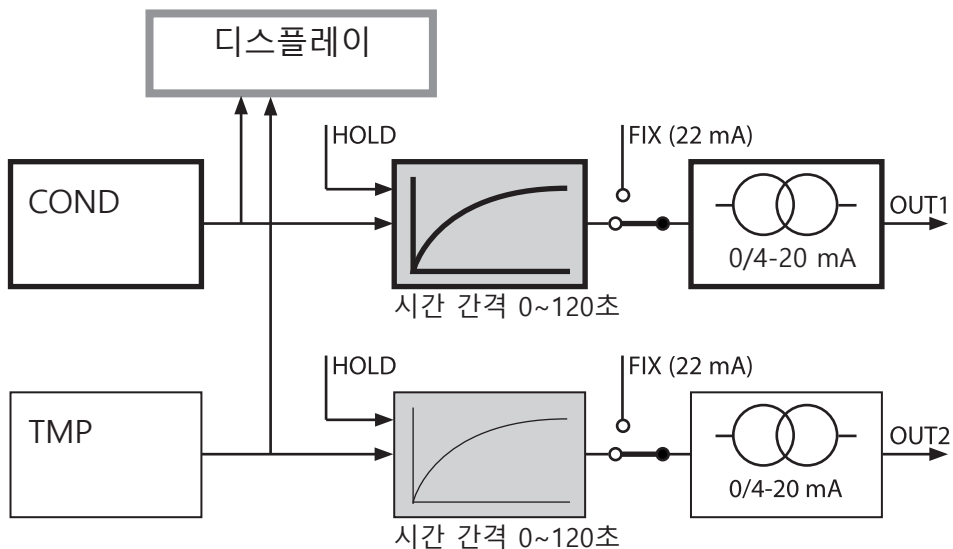 디스플레이
HOLD
FIX (22 mA)
COND
OUT1
0/4-20 mA
시간 간격 0~120초
HOLD
FIX (22 mA)
TMP
OUT2
0/4-20 mA
시간 간격 0~120초